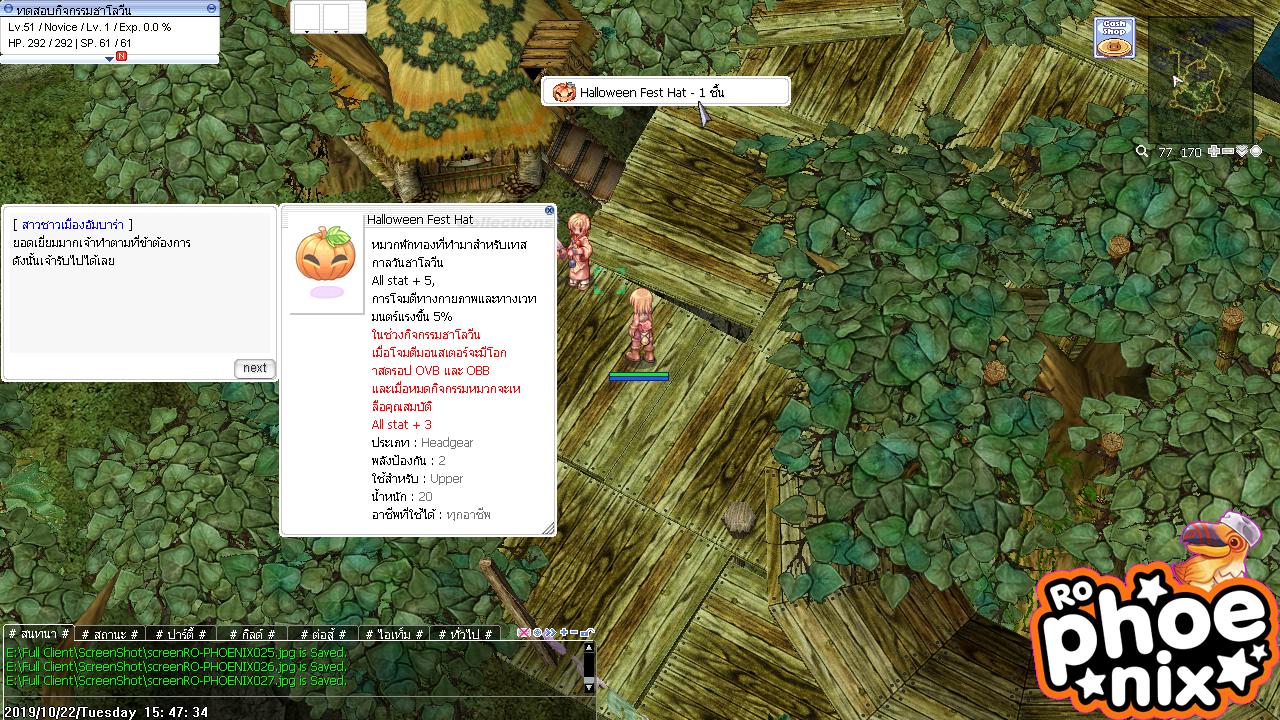 ทดสอบกิจกรรมฮาโลวีน
Lv.51 / Novice / Lv. 1 / Exp. 0.0 %
HP. 292 / 292 | SP. 61 / 61
N
Cash Shop
Halloween Fest Hat - 1 ชิ้น
77 170
[ สาวชาวเมืองอัมบาร่า ]
ยอดเยี่ยมมากเจ้าทำตามที่ข้าต้องการ
ดังนั้นเจ้ารับไปได้เลย
next
Halloween Fest Hat
Collections
หมวกฟักทองที่ทำมาสำหรับเทส
กาลวันฮาโลวีน
All stat + 5,
การโจมตีทางกายภาพและทางเวท
มนตร์แรงขึ้น 5%
ในช่วงกิจกรรมฮาโลวีน
เมื่อโจมตีมอนสเตอร์จะมีโอก
าสดรอป OVB และ OBB
และเมื่อหมดกิจกรรมหมวกจะเห
ลือคุณสมบัติ
All stat + 3
ประเภท : Headgear
พลังป้องกัน : 2
ใช้สำหรับ : Upper
น้ำหนัก : 20
อาชีพที่ใช้ได้ : ทุกอาชีพ
# สนทนา # # สถานะ # # ปาร์ตี้ # # กิลด์ # # ต่อสู้ # # ไอเท็ม # # ทั่วไป #
E:\Full Client\ScreenShot\screenRO-PHOENIX025.jpg is Saved.
E:\Full Client\ScreenShot\screenRO-PHOENIX026.jpg is Saved.
E:\Full Client\ScreenShot\screenRO-PHOENIX027.jpg is Saved.
2019/10/22/Tuesday 15: 47: 34
RO
phoe
nix